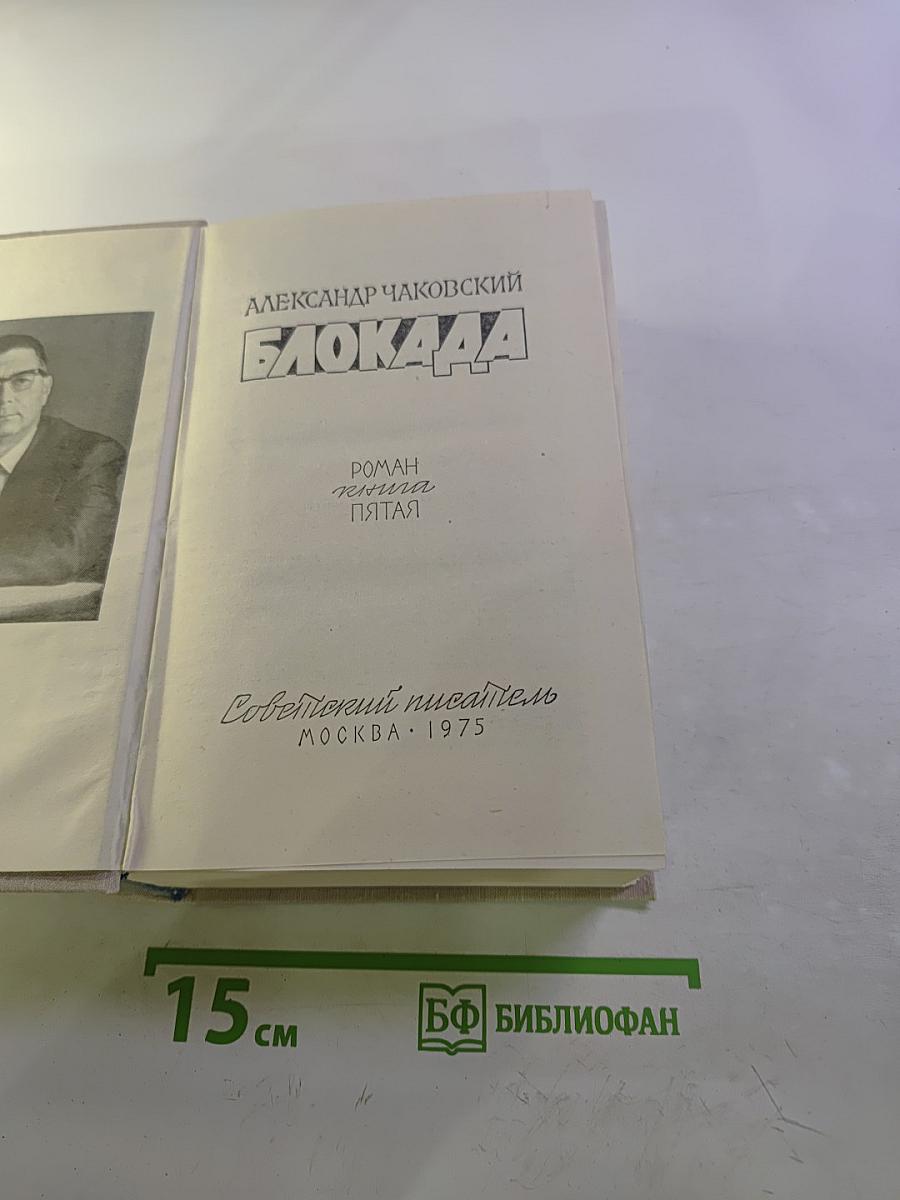 АЛЕКСАНДР ЧАКОВСКИЙ
БЛОКАДА
РОМАН
книга
ПЯТАЯ
Советский писатель
МОСКВА · 1975
15 см
БФ БИБЛИОФАН